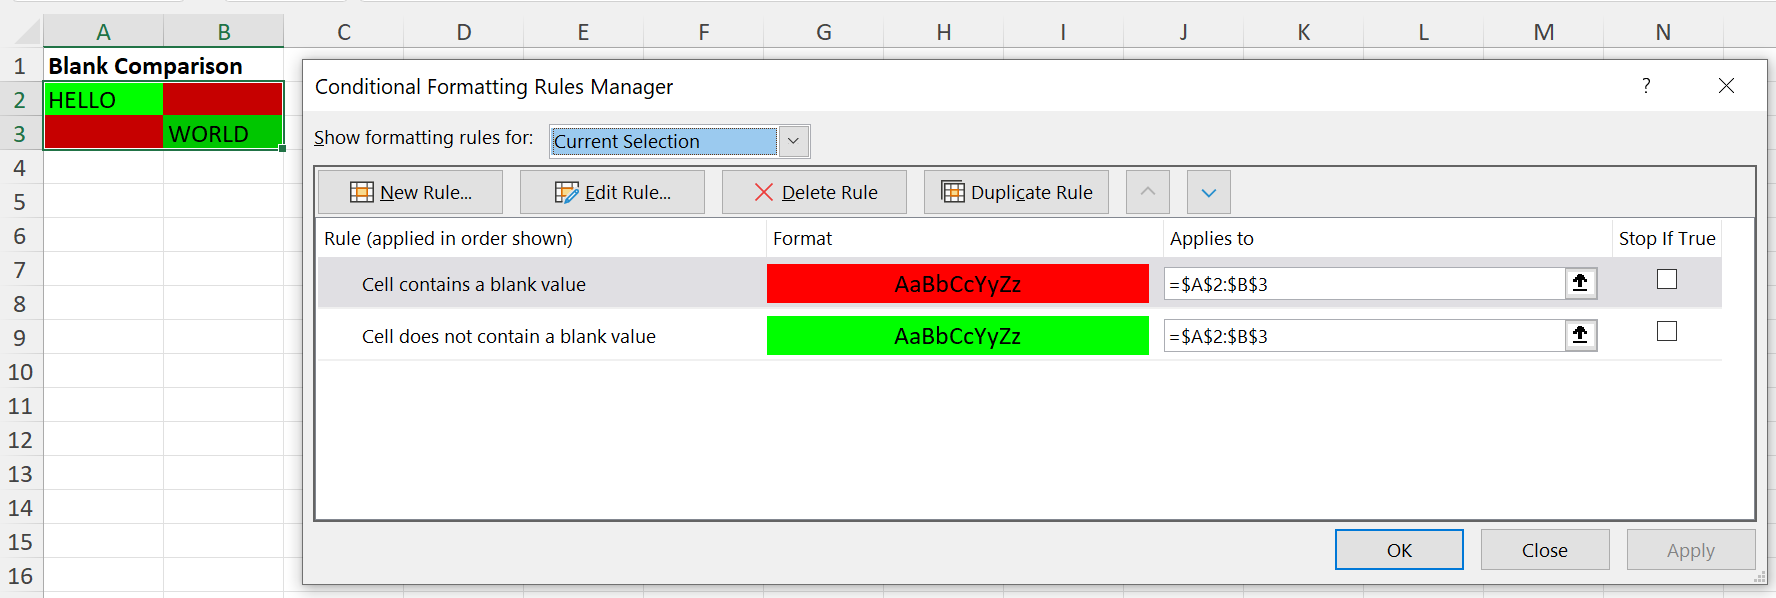 A B C D E F G H I J K L M N
1 Blank Comparison
2 HELLO
3 WORLD
4
5
6
7
8
9
10
11
12
13
14
15
16
Conditional Formatting Rules Manager ?
Show formatting rules for: Current Selection
New Rule... Edit Rule... Delete Rule Duplicate Rule
Rule (applied in order shown) Format Applies to Stop If True
Cell contains a blank value AaBbCcYyZz =$A$2:$B$3
Cell does not contain a blank value AaBbCcYyZz =$A$2:$B$3
OK Close Apply